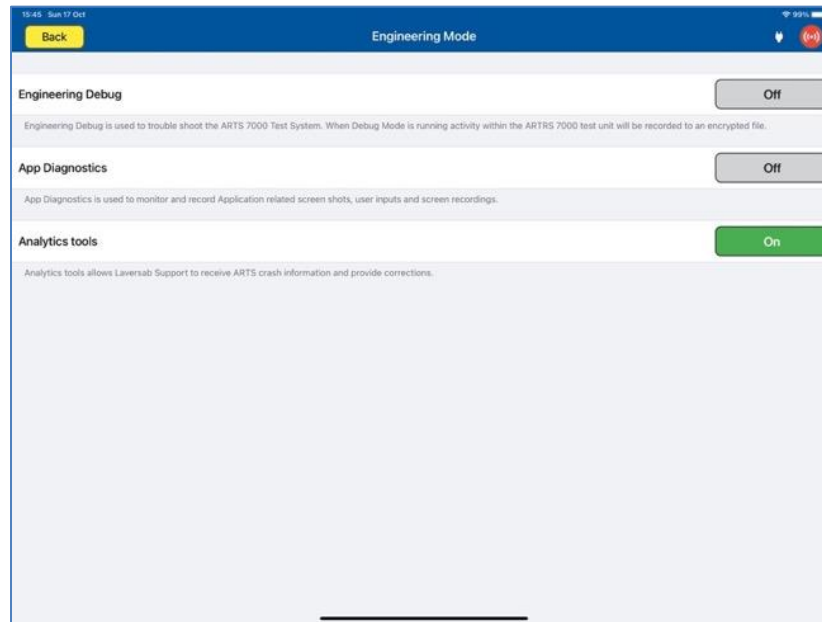 15:45 Sun 17 Oct
99%
Back
Engineering Mode
Engineering Debug
Off
Engineering Debug is used to trouble shoot the ARTS 7000 Test System. When Debug Mode is running activity within the ARTRS 7000 test unit will be recorded to an encrypted file.
App Diagnostics
Off
App Diagnostics is used to monitor and record Application related screen shots, user inputs and screen recordings.
Analytics tools
On
Analytics tools allows Laversab Support to receive ARTS crash information and provide corrections.